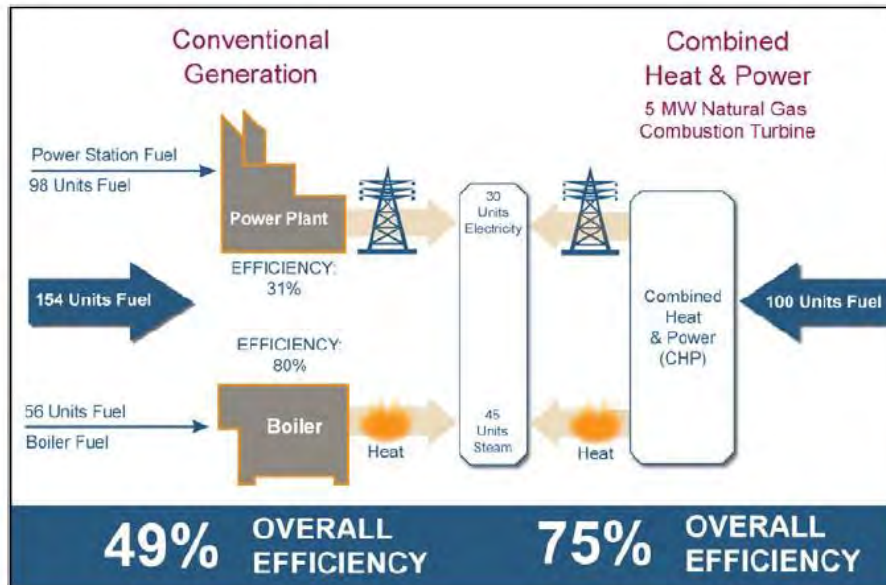 Conventional
Generation
Combined
Heat & Power
5 MW Natural Gas
Combustion Turbine
Power Station Fuel
98 Units Fuel
Power Plant
EFFICIENCY:
31%
30
Units
Electricity
154 Units Fuel
Combined
Heat
& Power
(CHP)
100 Units Fuel
EFFICIENCY:
80%
56 Units Fuel
Boiler Fuel
Boiler
Heat
45
Units
Steam
Heat
49% OVERALL
EFFICIENCY
75% OVERALL
EFFICIENCY